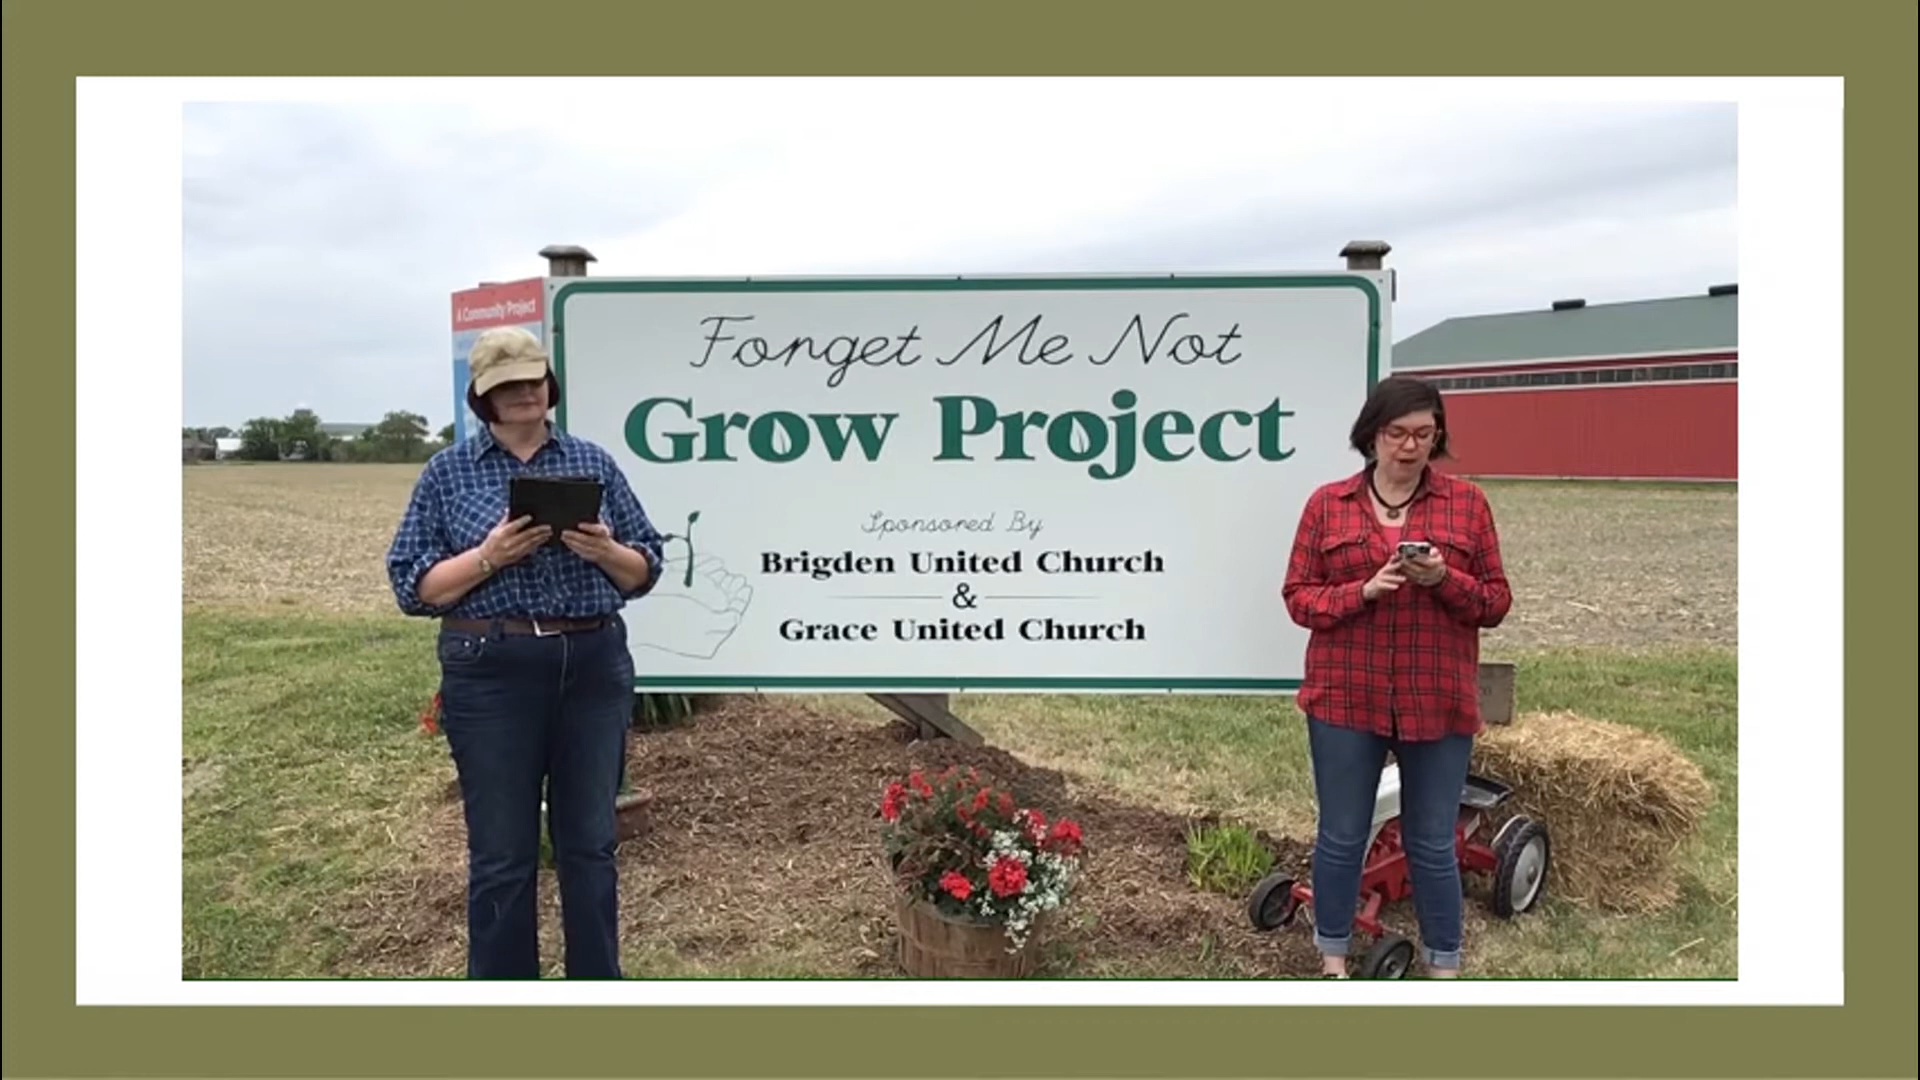 A Community Project
Forget Me Not
Grow Project
Sponsored By
Brigden United Church
&
Grace United Church